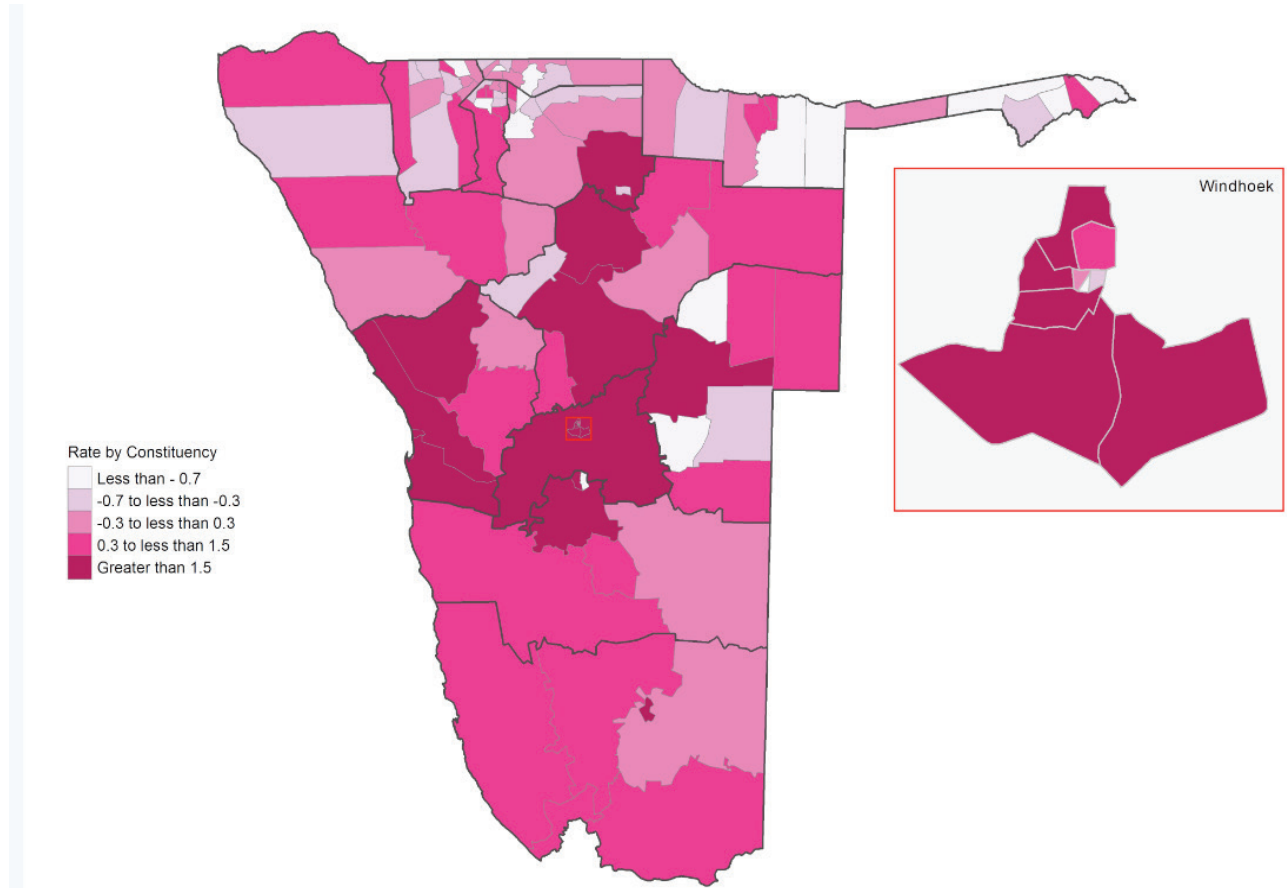 Windhoek
Rate by Constituency
Less than - 0.7
-0.7 to less than -0.3
-0.3 to less than 0.3
0.3 to less than 1.5
Greater than 1.5